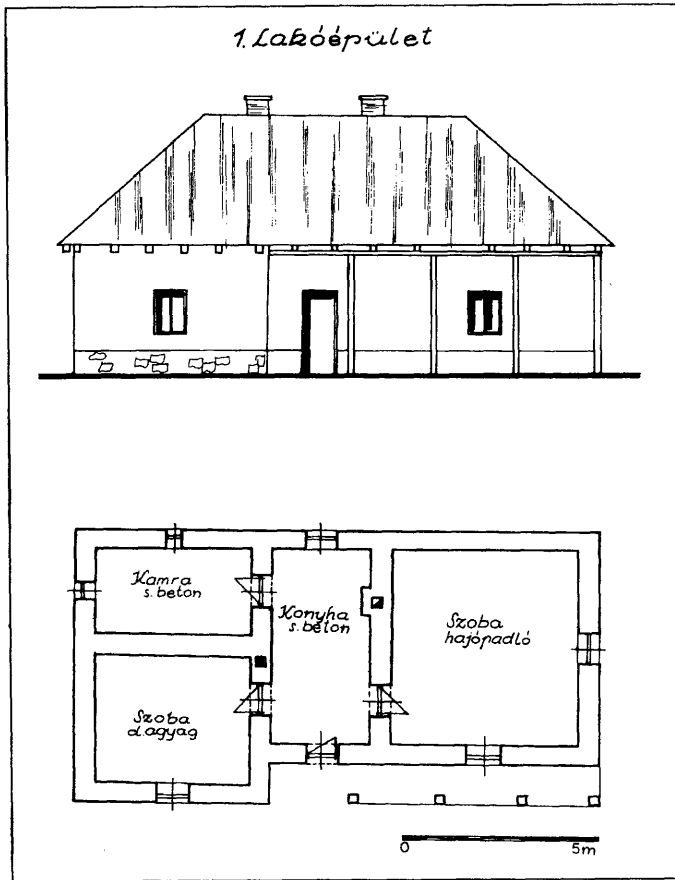 1. Lakóépület
Kamra
s. beton
Konyha
s. beton
Szoba
hajópadló
Szoba
d. agyag
0 5m